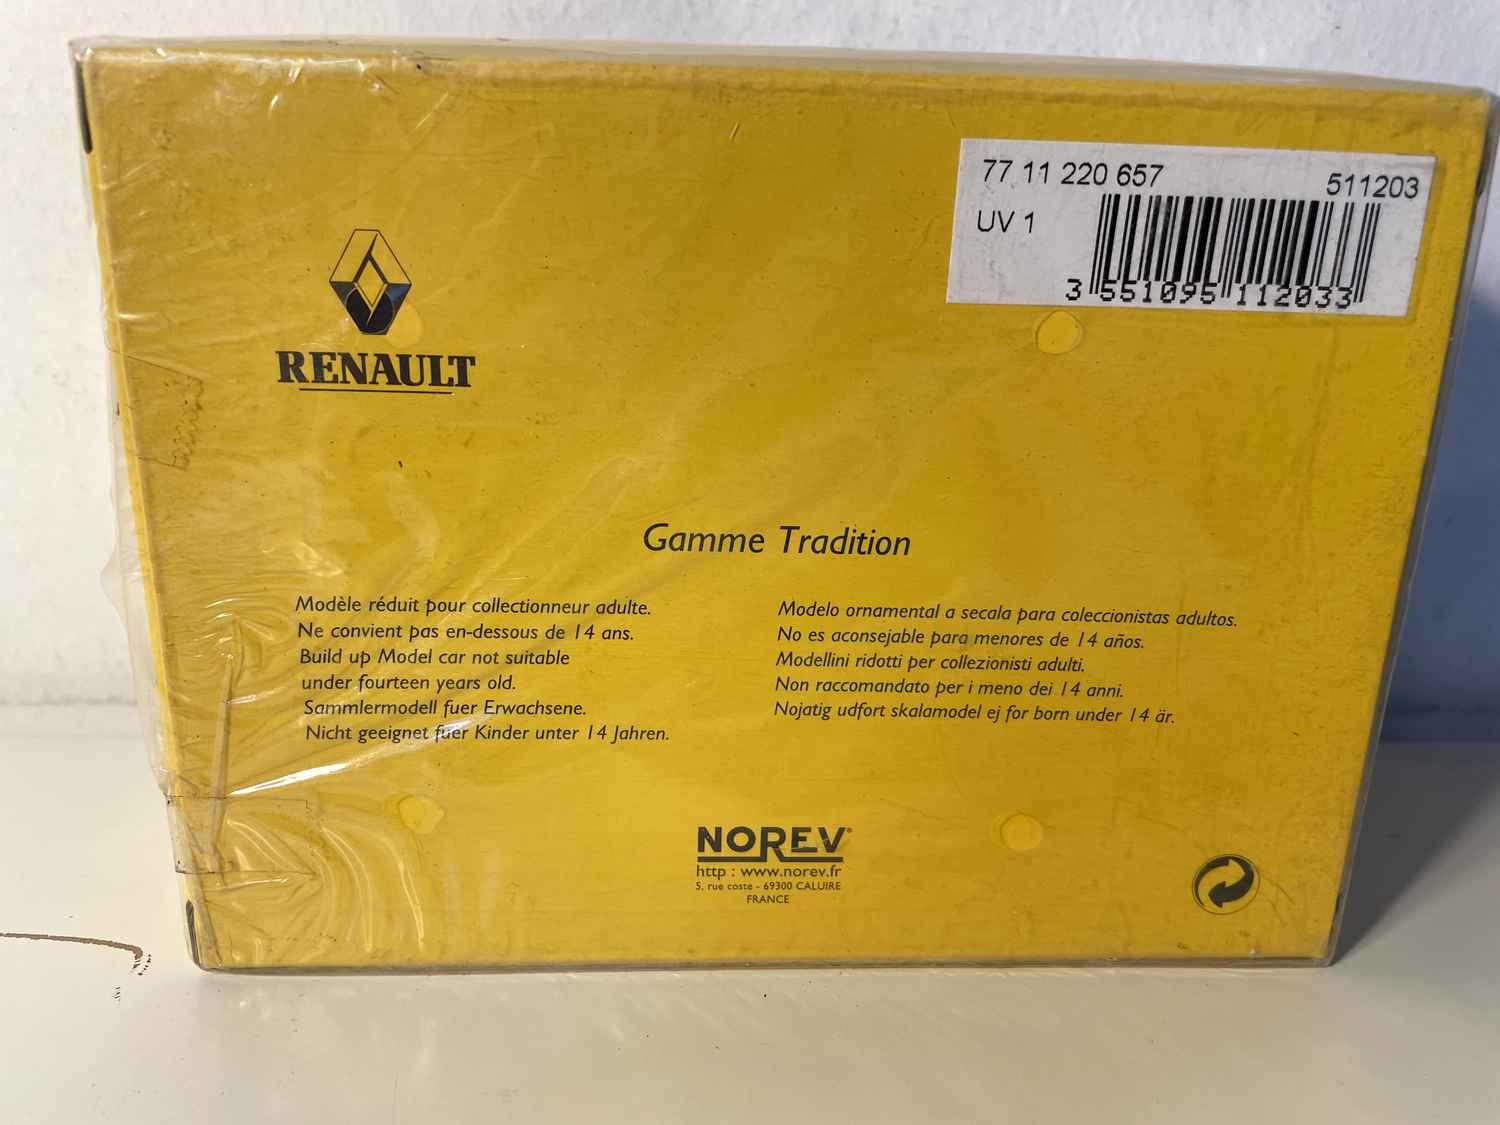 77 11 220 657
511203
UV 1
3 551095 112033
RENAULT
Gamme Tradition
Modèle réduit pour collectionneur adulte.
Ne convient pas en-dessous de 14 ans.
Build up Model car not suitable
under fourteen years old.
Sammlermodell fuer Erwachsene.
Nicht geeignet fuer Kinder unter 14 Jahren.
Modelo ornamental a secala para coleccionistas adultos.
No es aconsejable para menores de 14 años.
Modellini ridotti per collezionisti adulti.
Non raccomandato per i meno dei 14 anni.
Nojatig udfort skalamodel ej for born under 14 är.
NOREV®
http : www.norev.fr
5, rue coste - 69300 CALUIRE
FRANCE